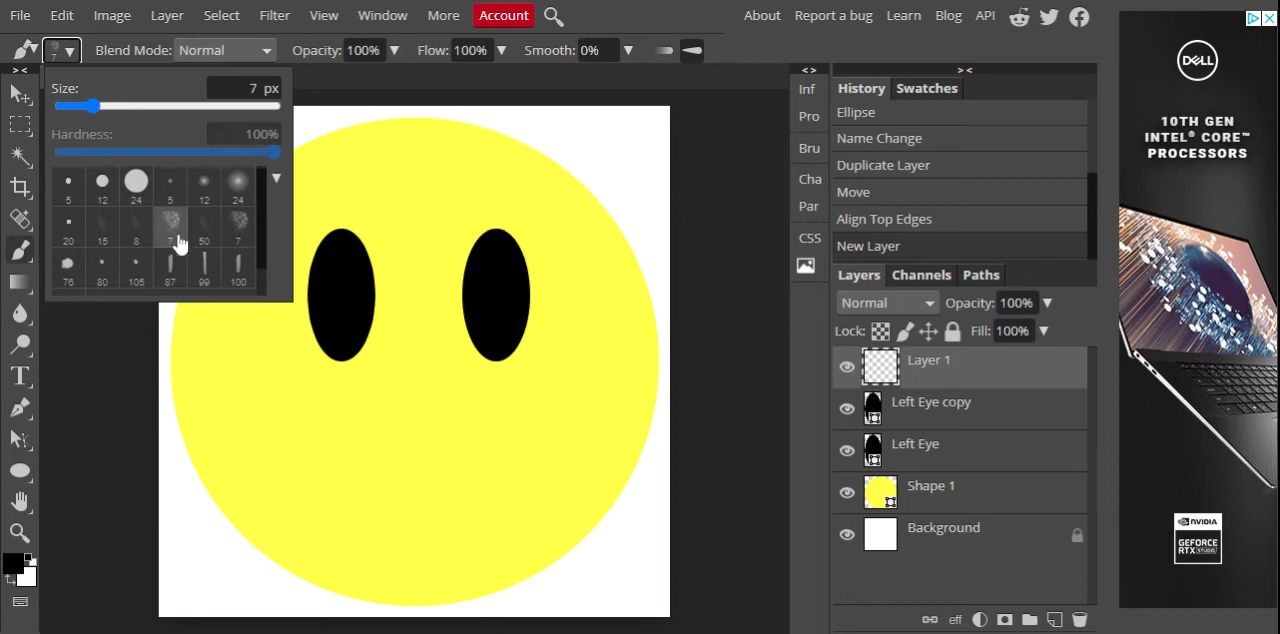 File Edit Image Layer Select Filter View Window More Account
About Report a bug Learn Blog API
7 Blend Mode: Normal Opacity: 100% Flow: 100% Smooth: 0%
> <
Size: 7 px
Hardness: 100%
5 12 24 5 12 24
20 15 8 7 50 7
76 80 105 87 99 100
T
< >
Inf
Pro
Bru
Cha
Par
CSS
> <
History Swatches
Ellipse
Name Change
Duplicate Layer
Move
Align Top Edges
New Layer
Layers Channels Paths
Normal Opacity: 100%
Lock: Fill: 100%
Layer 1
Left Eye copy
Left Eye
Shape 1
Background
eff
DELL
10TH GEN
INTEL® CORE™
PROCESSORS
NVIDIA
GEFORCE
RTX STUDIO